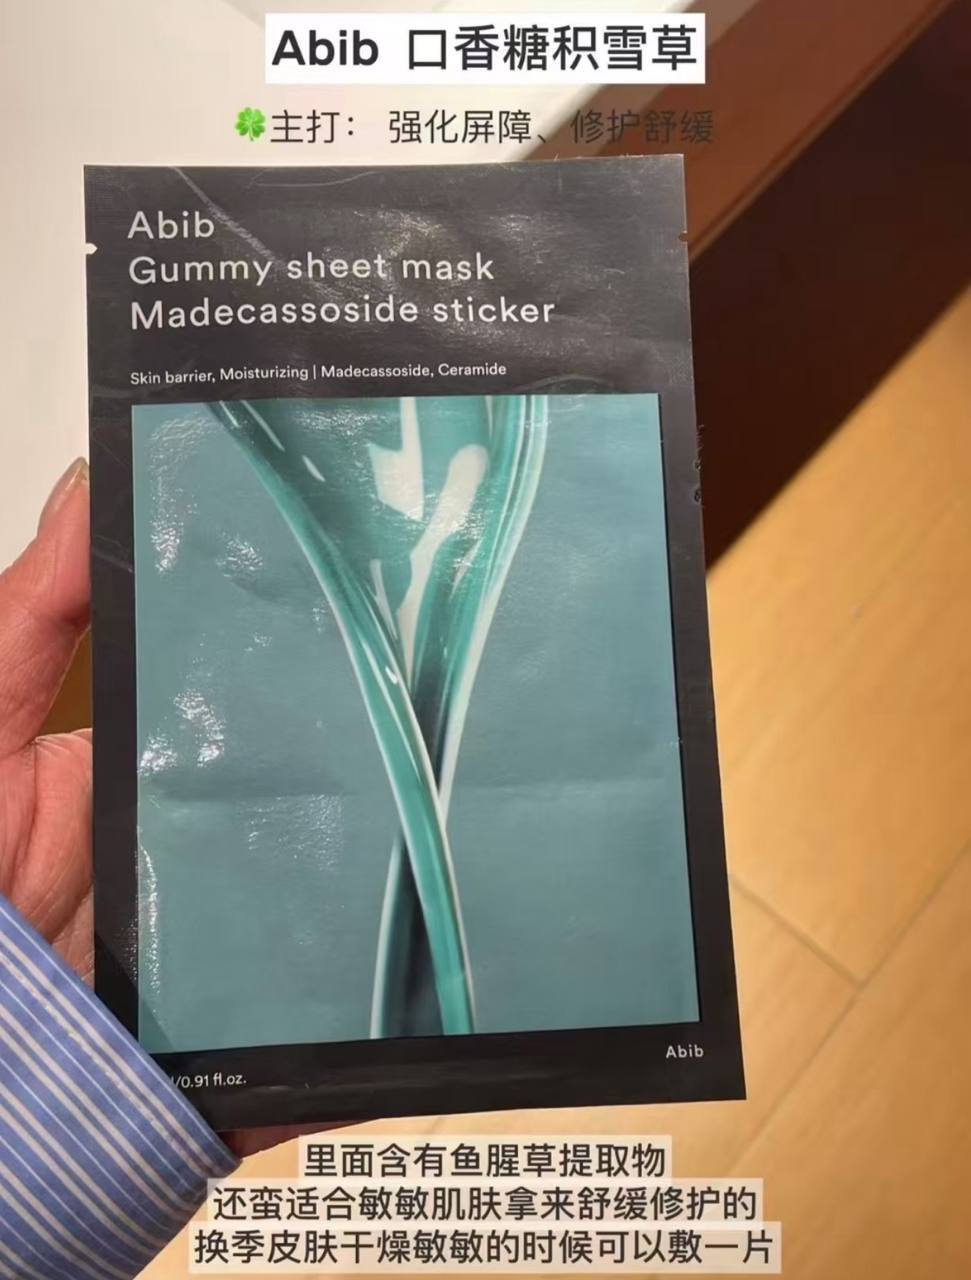 Abib 口香糖积雪草
🍀主打： 强化屏障、修护舒缓
Abib
Gummy sheet mask
Madecassoside sticker
Skin barrier, Moisturizing | Madecassoside, Ceramide
Abib
/0.91 fl.oz.
里面含有鱼腥草提取物
还蛮适合敏敏肌肤拿来舒缓修护的
换季皮肤干燥敏敏的时候可以敷一片